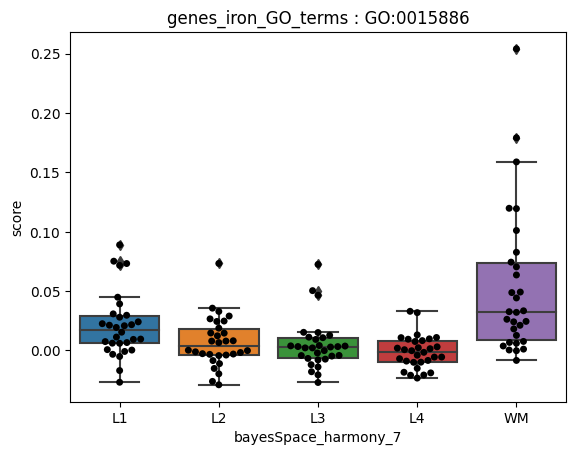 genes_iron_GO_terms : GO:0015886
score
0.25
0.20
0.15
0.10
0.05
0.00
L1 L2 L3 L4 WM
bayesSpace_harmony_7